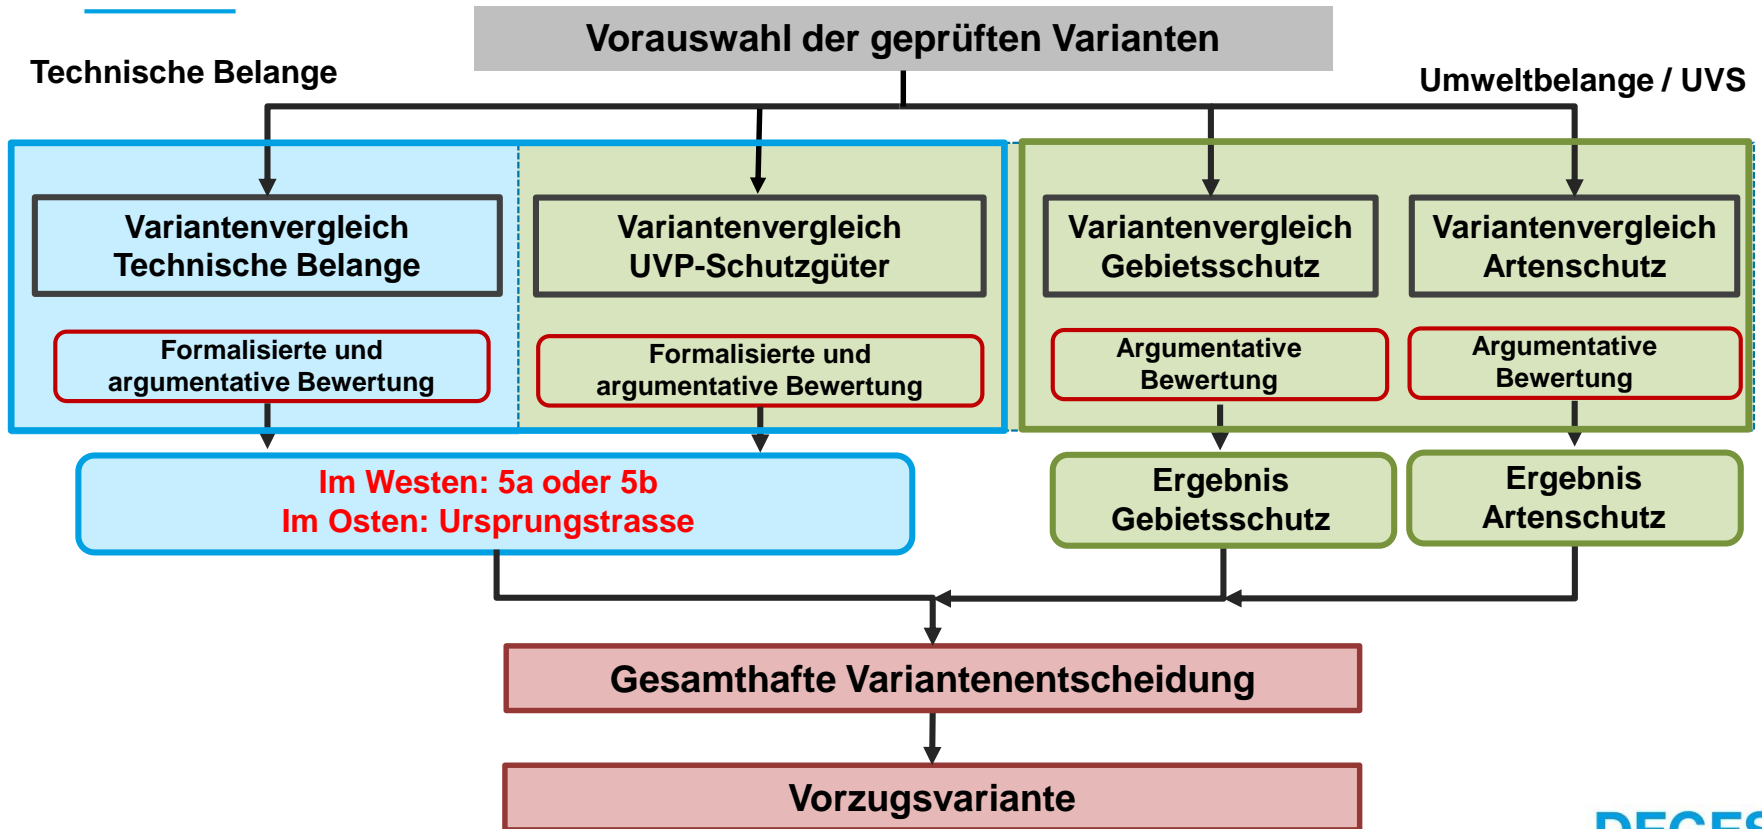 Vorauswahl der geprüften Varianten
Technische Belange
Umweltbelange / UVS
Variantenvergleich
Technische Belange
Variantenvergleich
UVP-Schutzgüter
Variantenvergleich
Gebietsschutz
Variantenvergleich
Artenschutz
Formalisierte und
argumentative Bewertung
Formalisierte und
argumentative Bewertung
Argumentative
Bewertung
Argumentative
Bewertung
Im Westen: 5a oder 5b
Im Osten: Ursprungstrasse
Ergebnis
Gebietsschutz
Ergebnis
Artenschutz
Gesamthafte Variantenentscheidung
Vorzugsvariante